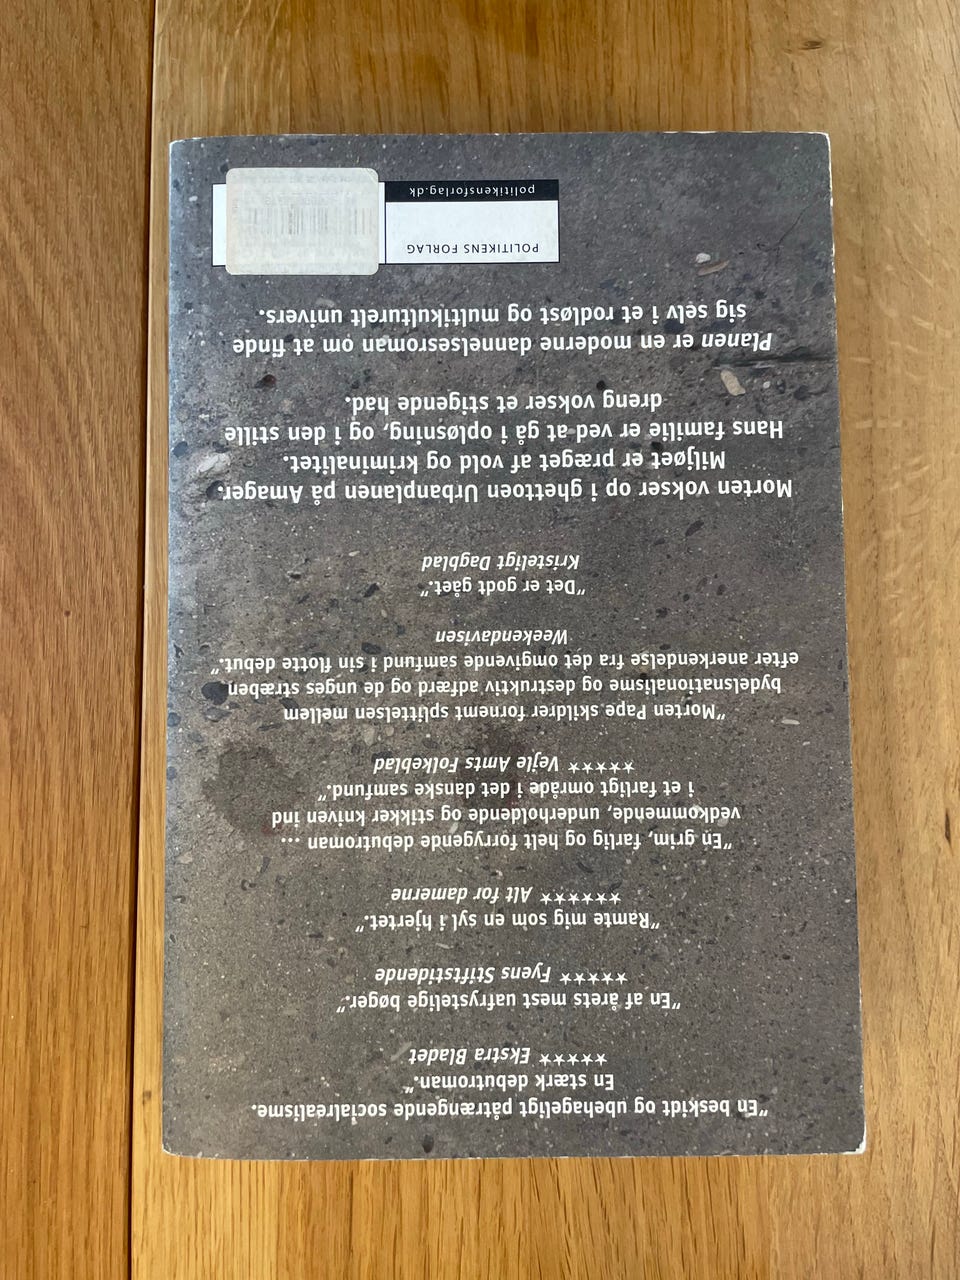 "En beskidt og ubehageligt påtrængende socialrealisme.
En stærk debutroman."
★★★★★ Ekstra Bladet
"En af årets mest uafrystelige bøger."
★★★★★ Fyens Stiftstidende
"Ramte mig som en syl i hjertet."
★★★★★★ Alt for damerne
"En grim, farlig og helt forrygende debutroman ...
vedkommende, underholdende og stikker kniven ind
i et farligt område i det danske samfund."
★★★★★ Vejle Amts Folkeblad
"Morten Pape skildrer fornemt splittelsen mellem
bydelsnationalisme og destruktiv adfærd og de unges stræben
efter anerkendelse fra det omgivende samfund i sin flotte debut."
Weekendavisen
"Det er godt gået."
Kristeligt Dagblad
Morten vokser op i ghettoen Urbanplanen på Amager.
Miljøet er præget af vold og kriminalitet.
Hans familie er ved at gå i opløsning, og i den stille
dreng vokser et stigende had.
Planen er en moderne dannelsesroman om at finde
sig selv i et rodløst og multikulturelt univers.
POLITIKENS FORLAG
politikensforlag.dk